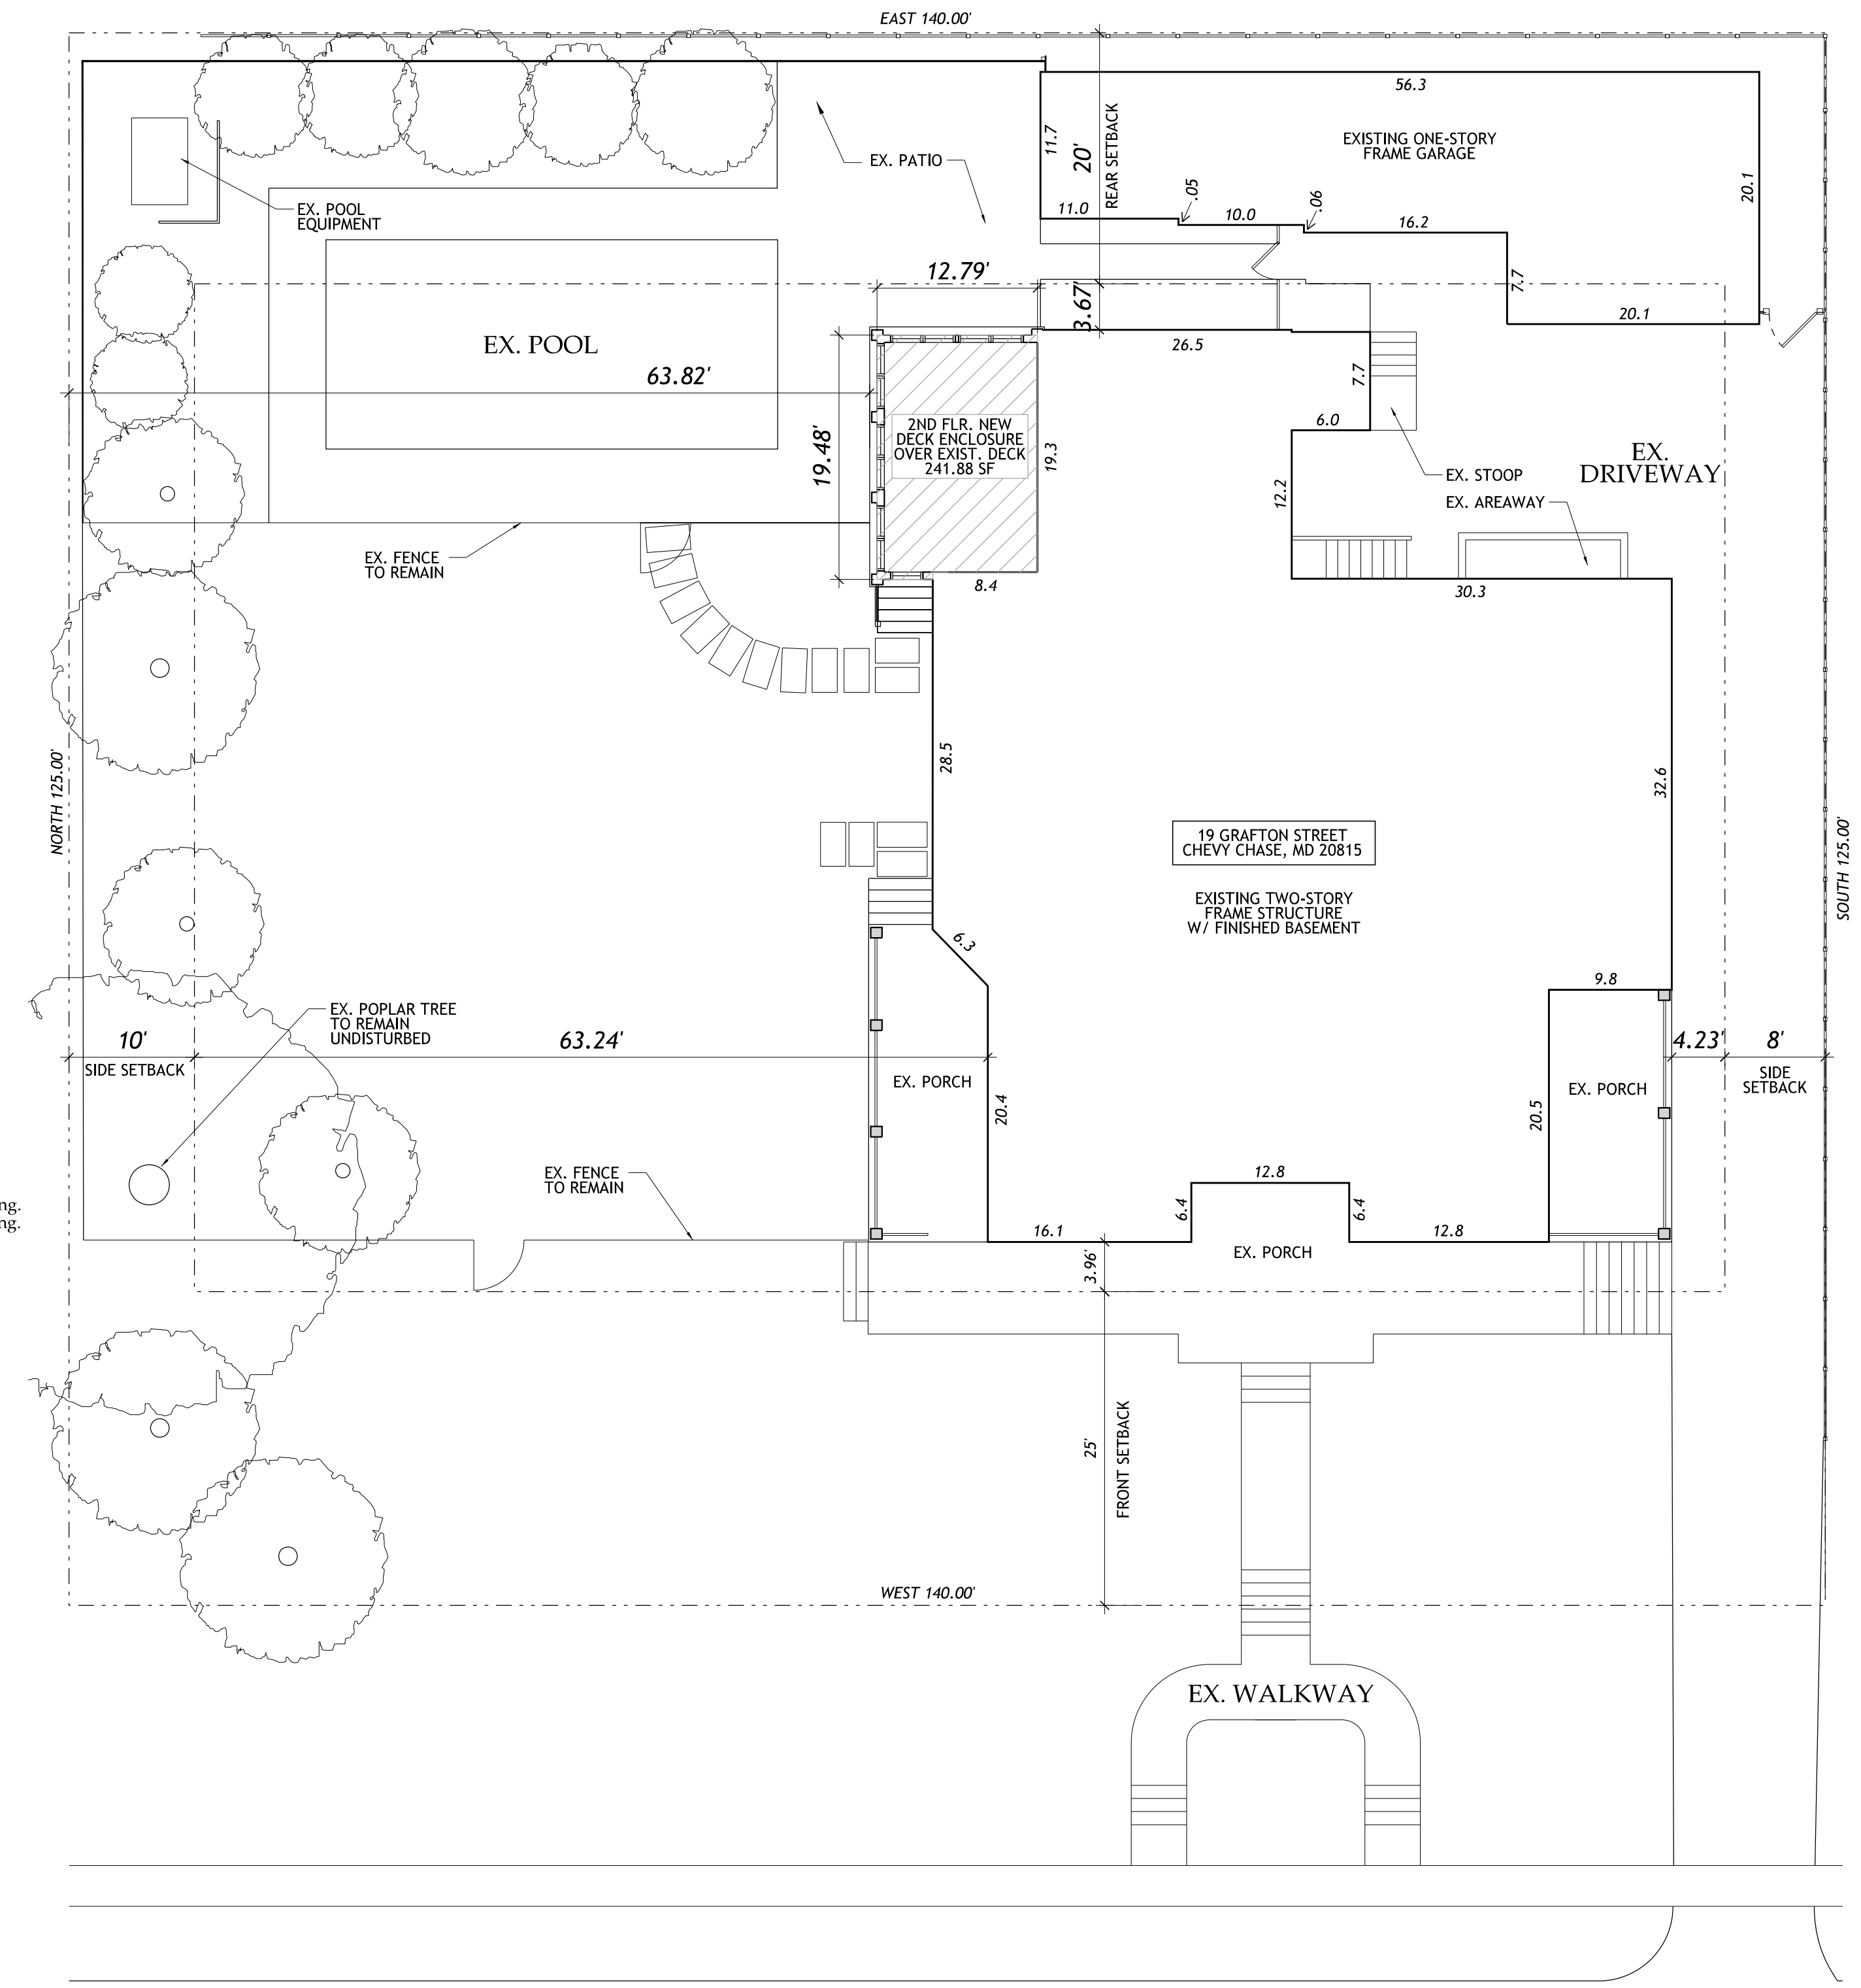 EAST 140.00'
56.3
EXISTING ONE-STORY
FRAME GARAGE
11.7
20'
REAR SETBACK
EX. PATIO
20.1
.05
.06
11.0
10.0
16.2
EX. POOL
EQUIPMENT
12.79'
3.67'
7.7
20.1
EX. POOL
26.5
63.82'
7.7
6.0
2ND FLR. NEW
DECK ENCLOSURE
OVER EXIST. DECK
241.88 SF
19.48'
19.3
EX.
DRIVEWAY
EX. STOOP
12.2
EX. AREAWAY
EX. FENCE
TO REMAIN
8.4
30.3
28.5
32.6
NORTH 125.00'
19 GRAFTON STREET
CHEVY CHASE, MD 20815
SOUTH 125.00'
EXISTING TWO-STORY
FRAME STRUCTURE
W/ FINISHED BASEMENT
6.3
9.8
EX. POPLAR TREE
TO REMAIN
UNDISTURBED
10'
SIDE SETBACK
63.24'
4.23'
8'
SIDE
SETBACK
EX. PORCH
20.4
20.5
EX. PORCH
EX. FENCE
TO REMAIN
12.8
6.4
6.4
ng.
ng.
16.1
12.8
EX. PORCH
3.96'
25'
FRONT SETBACK
WEST 140.00'
EX. WALKWAY